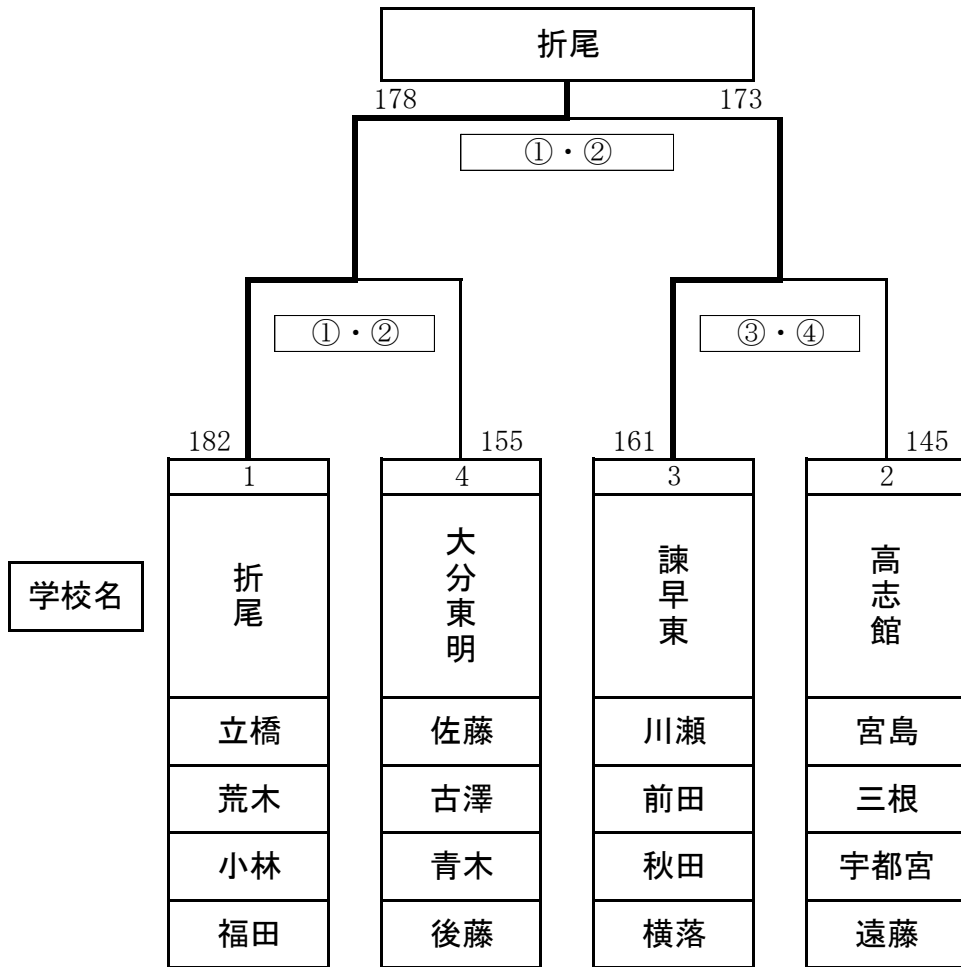 折尾
178 173
①・②
①・② ③・④
182 155 161 145
1 4 3 2
学校名
折尾
大分東明
諫早東
高志館
立橋 佐藤 川瀬 宮島
荒木 古澤 前田 三根
小林 青木 秋田 宇都宮
福田 後藤 横落 遠藤